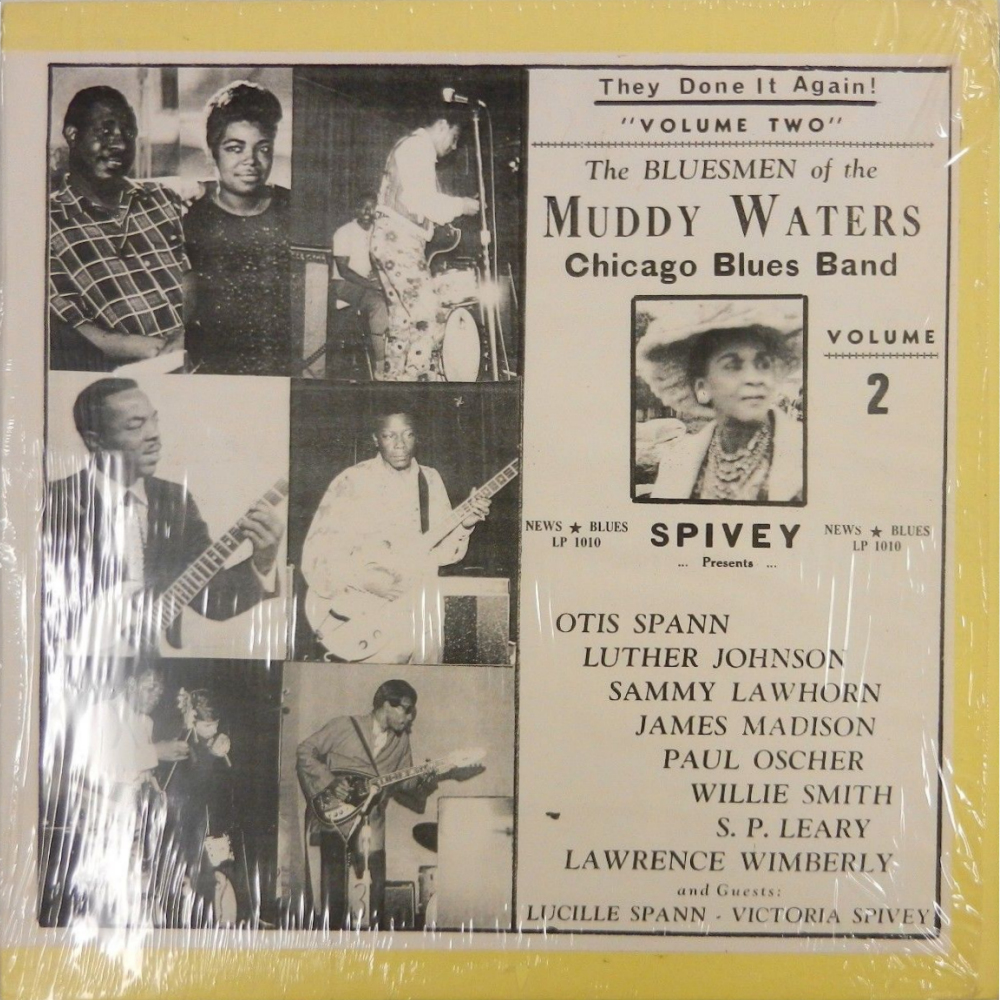 They Done It Again!
"VOLUME TWO"
The BLUESMEN of the
MUDDY WATERS
Chicago Blues Band
VOLUME
2
NEWS ★ BLUES
LP 1010
SPIVEY
... Presents ...
NEWS ★ BLUES
LP 1010
OTIS SPANN
LUTHER JOHNSON
SAMMY LAWHORN
JAMES MADISON
PAUL OSCHER
WILLIE SMITH
S. P. LEARY
LAWRENCE WIMBERLY
and Guests:
LUCILLE SPANN - VICTORIA SPIVEY